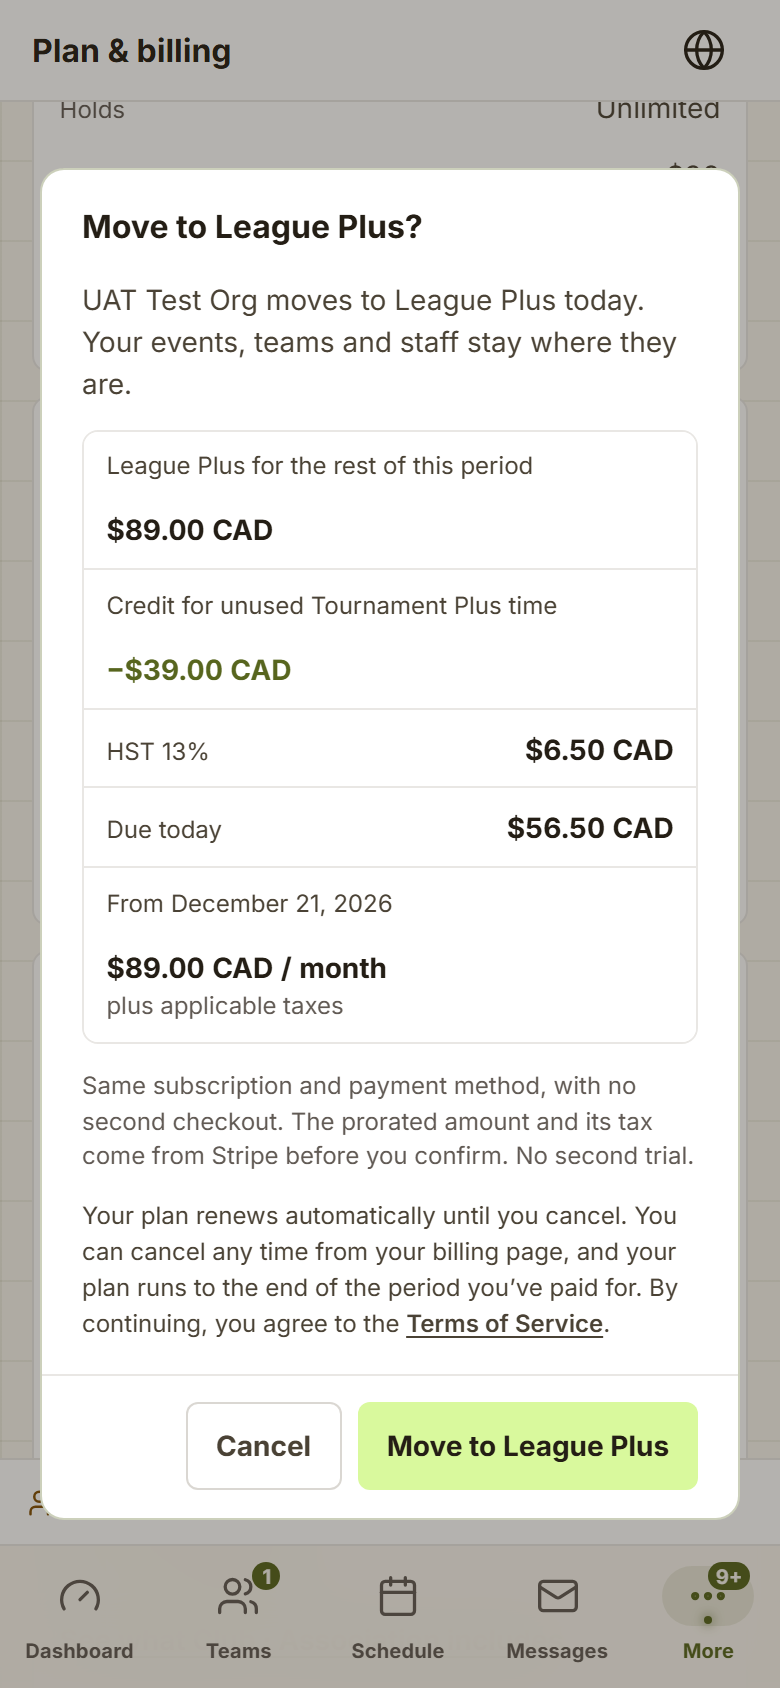 Plan & billing
Holds
Unlimited
Move to League Plus?
UAT Test Org moves to League Plus today.
Your events, teams and staff stay where they
are.
League Plus for the rest of this period
$89.00 CAD
Credit for unused Tournament Plus time
−$39.00 CAD
HST 13%
$6.50 CAD
Due today
$56.50 CAD
From December 21, 2026
$89.00 CAD / month
plus applicable taxes
Same subscription and payment method, with no
second checkout. The prorated amount and its tax
come from Stripe before you confirm. No second trial.
Your plan renews automatically until you cancel. You
can cancel any time from your billing page, and your
plan runs to the end of the period you’ve paid for. By
continuing, you agree to the Terms of Service.
Cancel
Move to League Plus
1
9+
Dashboard
Teams
Schedule
Messages
More